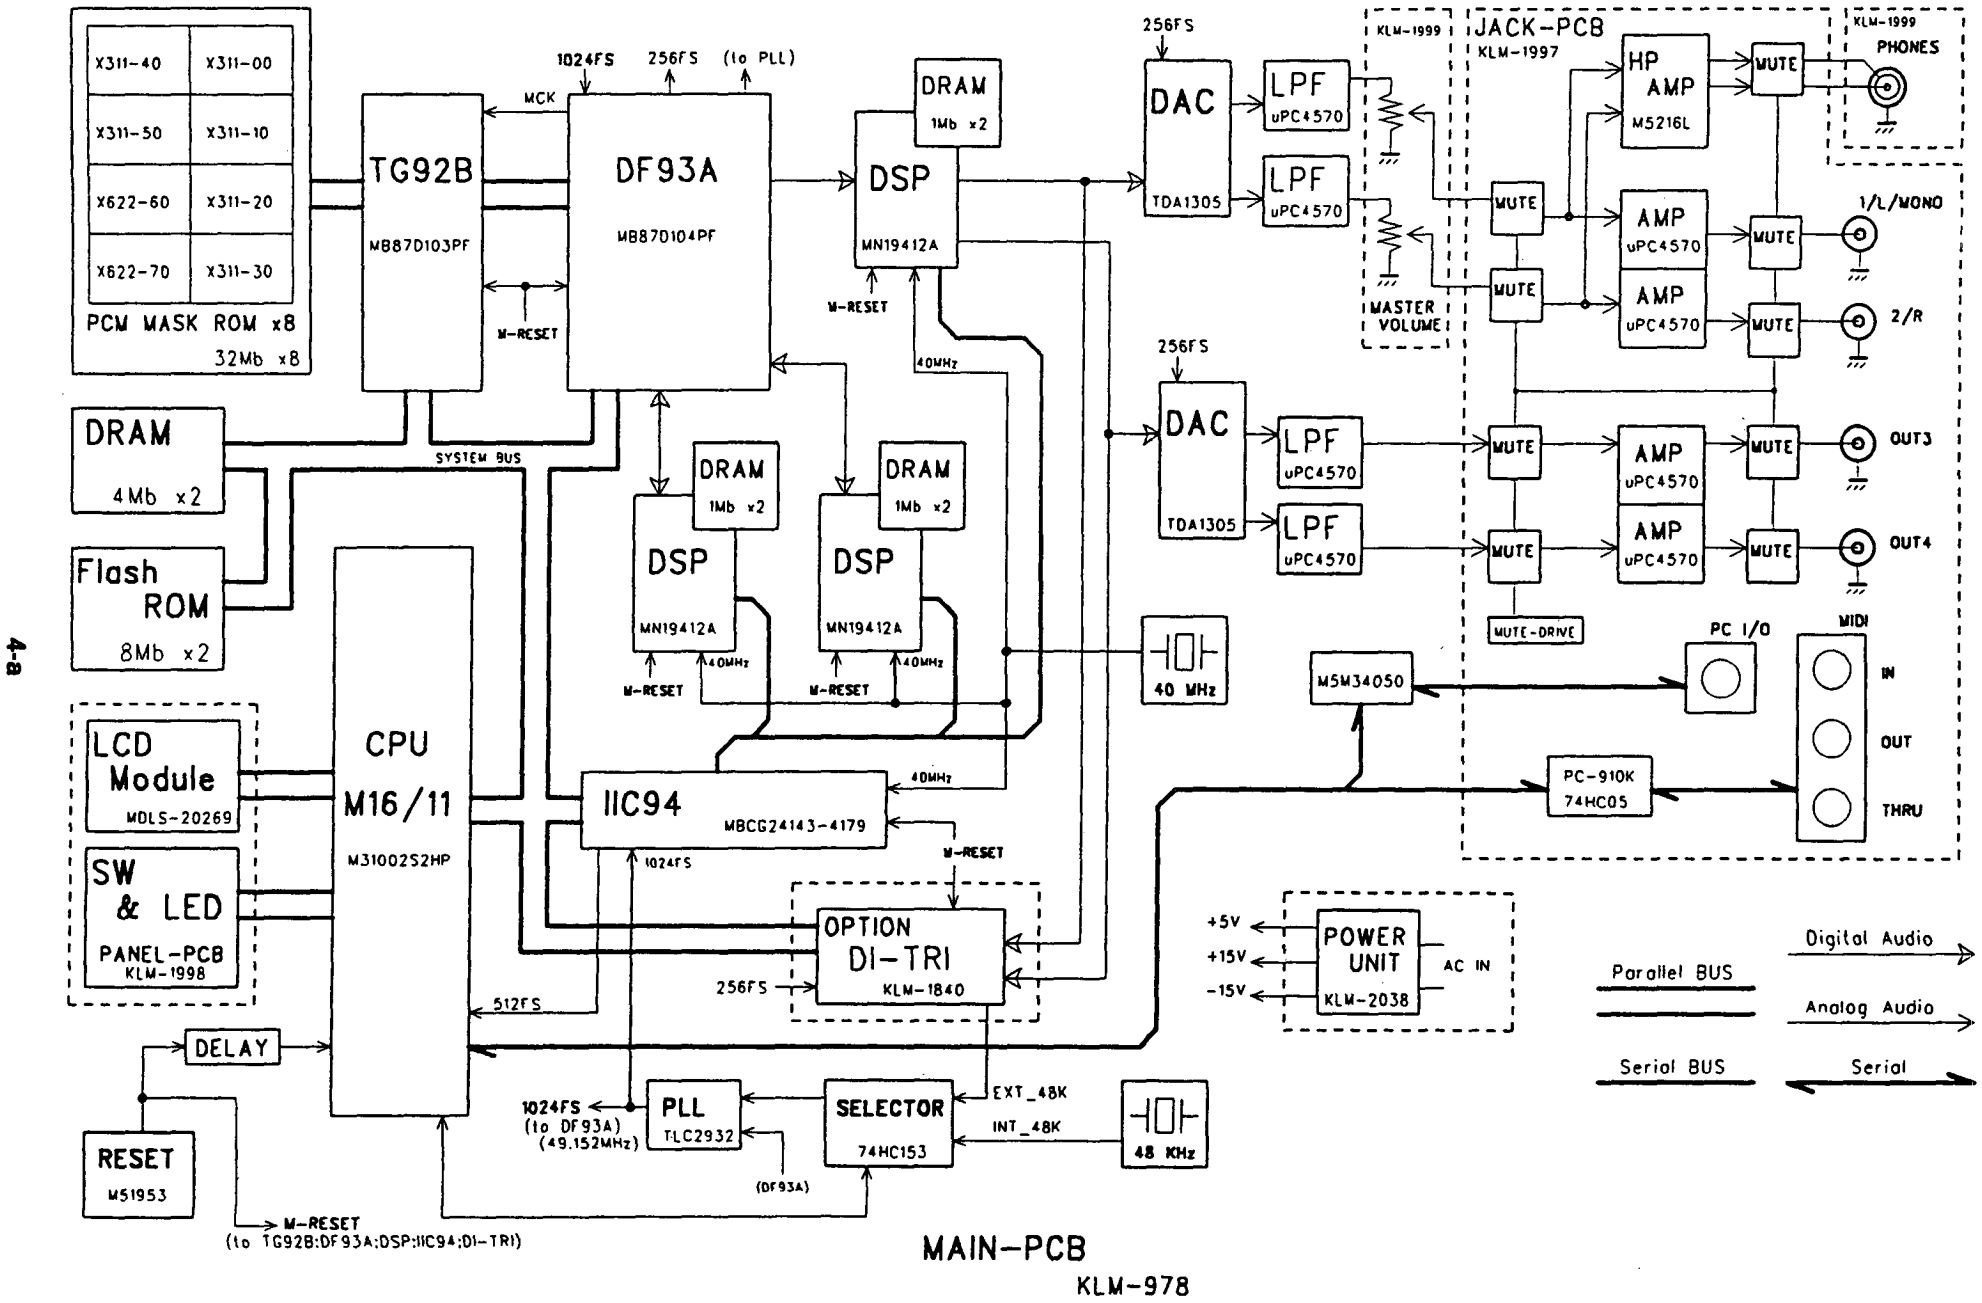 X311-40
X311-00
X311-50
X311-10
X622-60
X311-20
X622-70
X311-30
PCM MASK ROM x8
32Mb x8
TG92B
MB87D103PF
MCK
1024FS
256FS
(to PLL)
DF93A
MB87D104PF
M-RESET
DRAM
1Mb x2
DSP
MN19412A
M-RESET
40MHz
256FS
DAC
TDA1305
LPF
uPC4570
LPF
uPC4570
KLM-1999
MASTER
VOLUME
JACK-PCB
KLM-1997
HP
AMP
M5216L
MUTE
KLM-1999
PHONES
MUTE
AMP
uPC4570
MUTE
1/L/MONO
MUTE
AMP
uPC4570
MUTE
2/R
256FS
DAC
TDA1305
LPF
uPC4570
LPF
uPC4570
MUTE
AMP
uPC4570
MUTE
OUT3
MUTE
AMP
uPC4570
MUTE
OUT4
MUTE-DRIVE
DRAM
4Mb x2
SYSTEM BUS
Flash
ROM
8Mb x2
DRAM
1Mb x2
DSP
MN19412A
M-RESET
40MHz
DRAM
1Mb x2
DSP
MN19412A
M-RESET
40MHz
40 MHz
M5M34050
PC I/O
MIDI
IN
OUT
THRU
PC-910K
74HC05
4-a
LCD
Module
MDLS-20269
SW
& LED
PANEL-PCB
KLM-1998
CPU
M16/11
M31002S2HP
IIC94
MBCG24143-4179
40MHz
1024FS
M-RESET
OPTION
DI-TRI
KLM-1840
256FS
512FS
+5V
+15V
-15V
POWER
UNIT
KLM-2038
AC IN
Digital Audio
Parallel BUS
Analog Audio
Serial BUS
Serial
DELAY
RESET
M51953
M-RESET
(to TG92B:DF93A;DSP;IIC94;DI-TRI)
1024FS
(to DF93A)
(49.152MHz)
PLL
TLC2932
(DF93A)
SELECTOR
74HC153
EXT_48K
INT_48K
48 KHz
MAIN-PCB
KLM-978